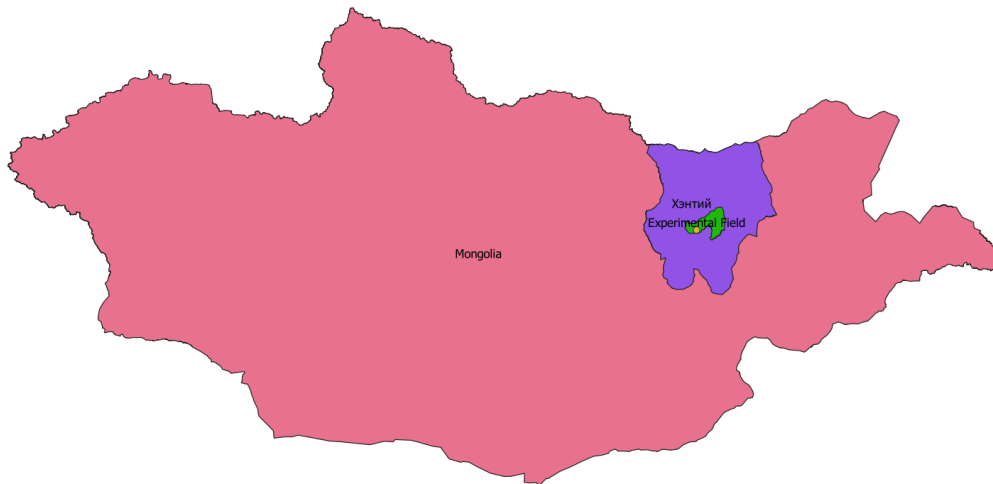 Хэнтий
Experimental Field
Mongolia